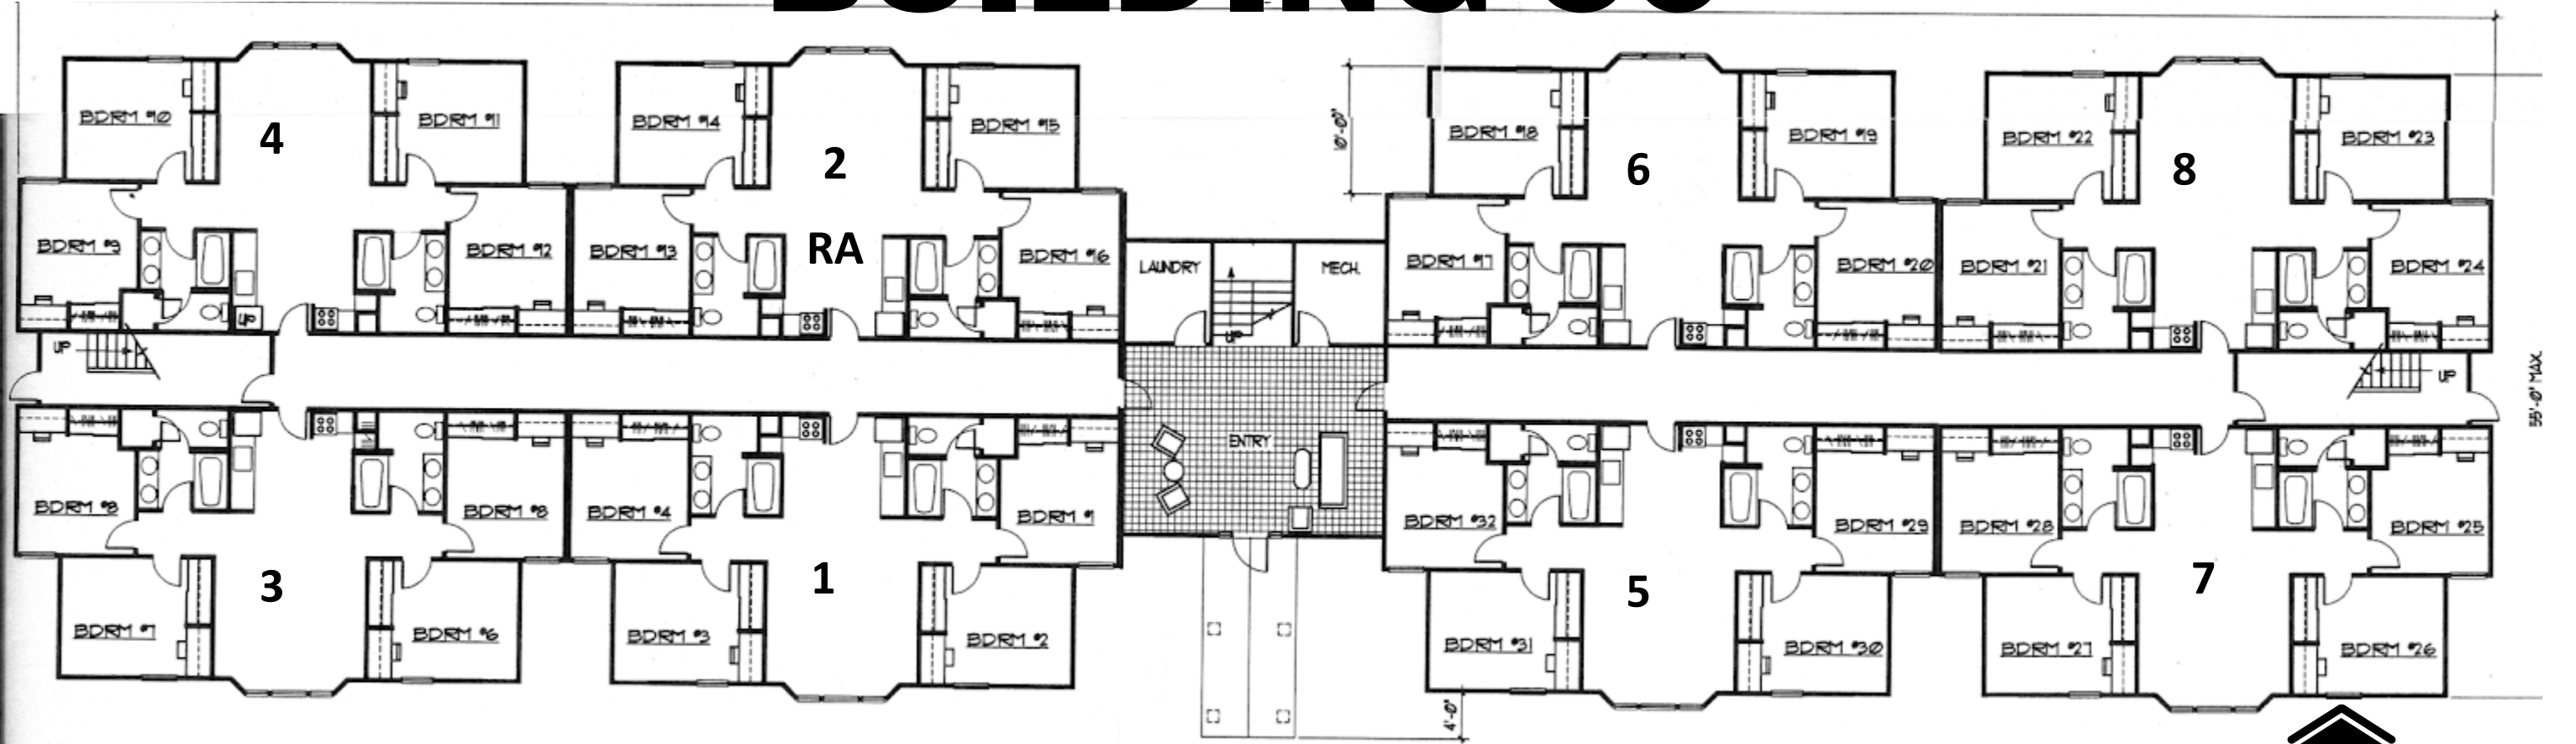 BUILDING
BDRM #10
4
BDRM #11
BDRM #14
2
BDRM #15
10'-0"
BDRM #18
6
BDRM #19
BDRM #22
8
BDRM #23
BDRM #9
BDRM #12
BDRM #13
RA
BDRM #16
LAUNDRY
MECH.
BDRM #17
BDRM #20
BDRM #21
BDRM #24
UP
UP
UP
UP
55'-0" MAX.
ENTRY
BDRM #8
BDRM #8
BDRM #4
BDRM #1
BDRM #32
BDRM #29
BDRM #28
BDRM #25
3
1
5
7
BDRM #7
BDRM #6
BDRM #3
BDRM #2
BDRM #31
BDRM #30
BDRM #27
BDRM #26
4'-0"